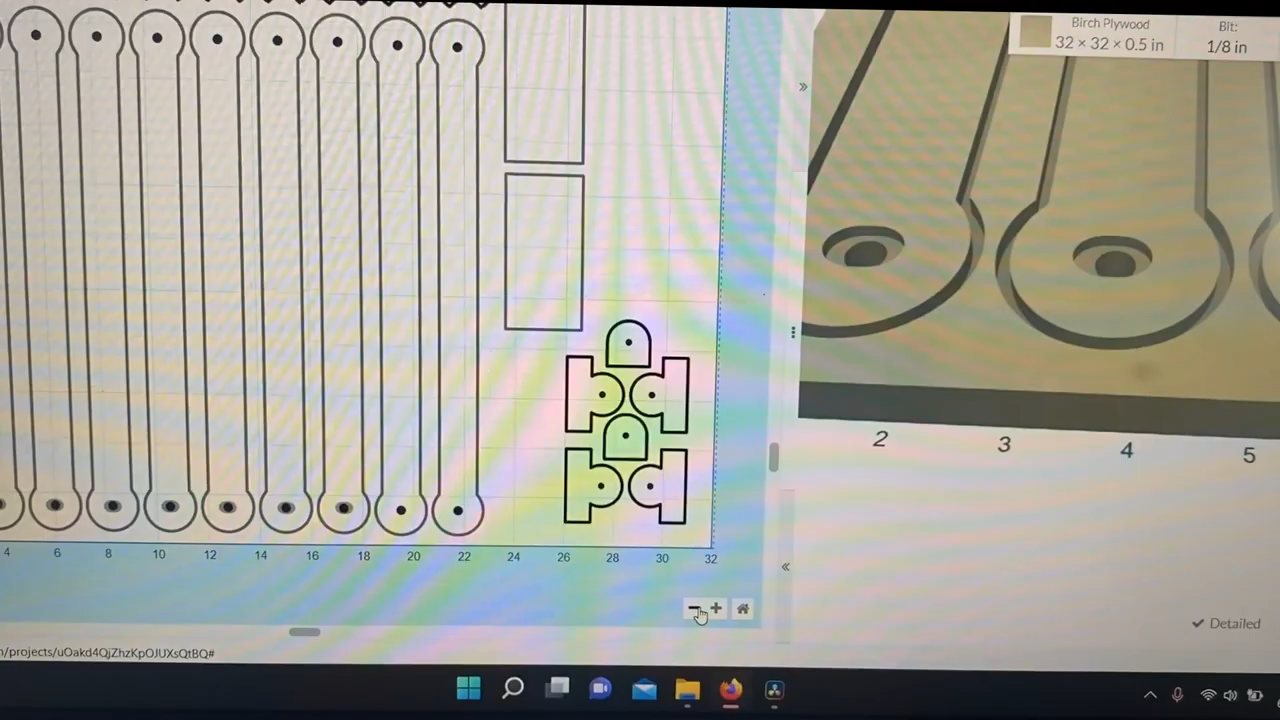 Birch Plywood
32 × 32 × 0.5 in
Bit:
1/8 in
2 3 4 5
4 6 8 10 12 14 16 18 20 22 24 26 28 30 32
Detailed
/projects/uOakd4QjZhzKpOJUXsQtBQ#